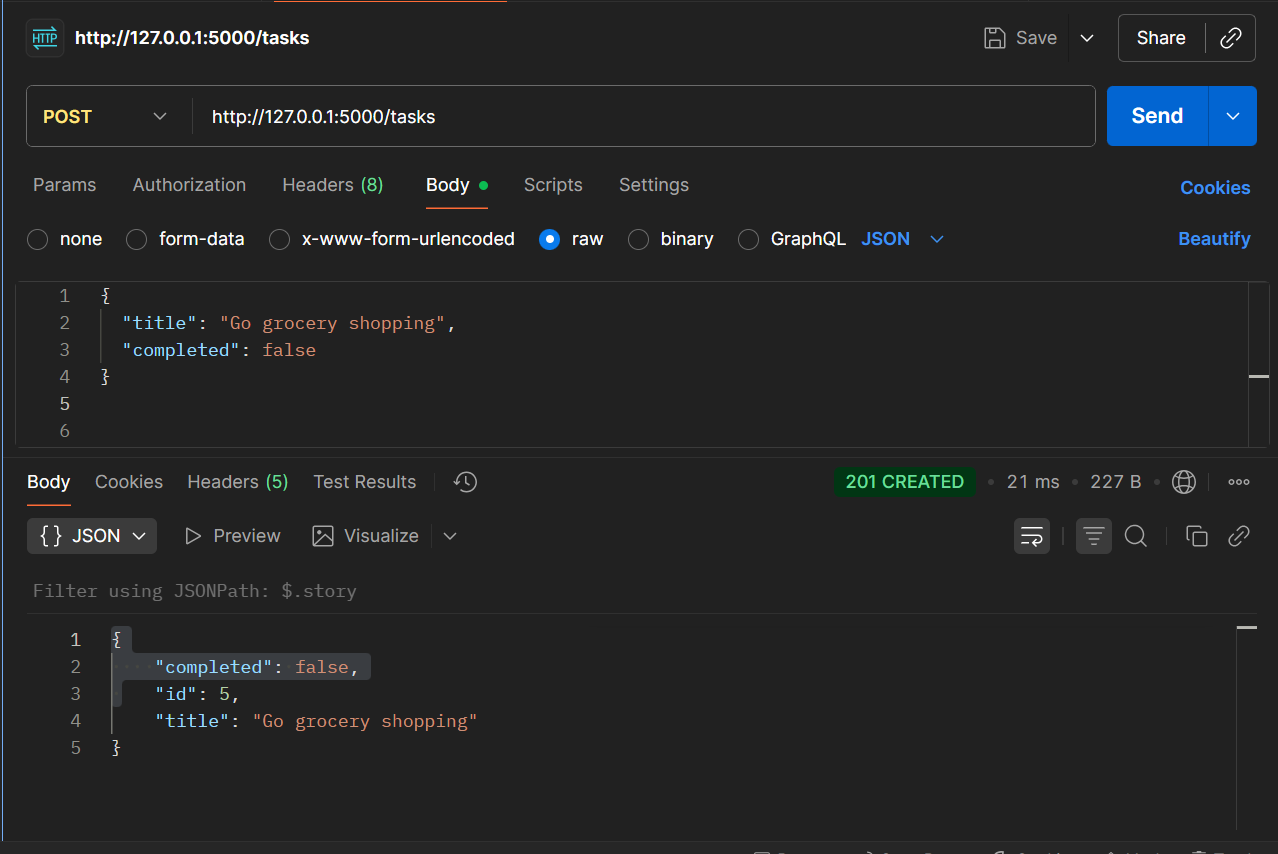 HTTP http://127.0.0.1:5000/tasks Save Share
POST http://127.0.0.1:5000/tasks Send
Params Authorization Headers (8) Body Scripts Settings Cookies
none form-data x-www-form-urlencoded raw binary GraphQL JSON Beautify
1 {
2 "title": "Go grocery shopping",
3 "completed": false
4 }
5
6
Body Cookies Headers (5) Test Results 201 CREATED • 21 ms • 227 B •
{} JSON Preview Visualize
Filter using JSONPath: $.story
1 {
2 "completed": false,
3 "id": 5,
4 "title": "Go grocery shopping"
5 }